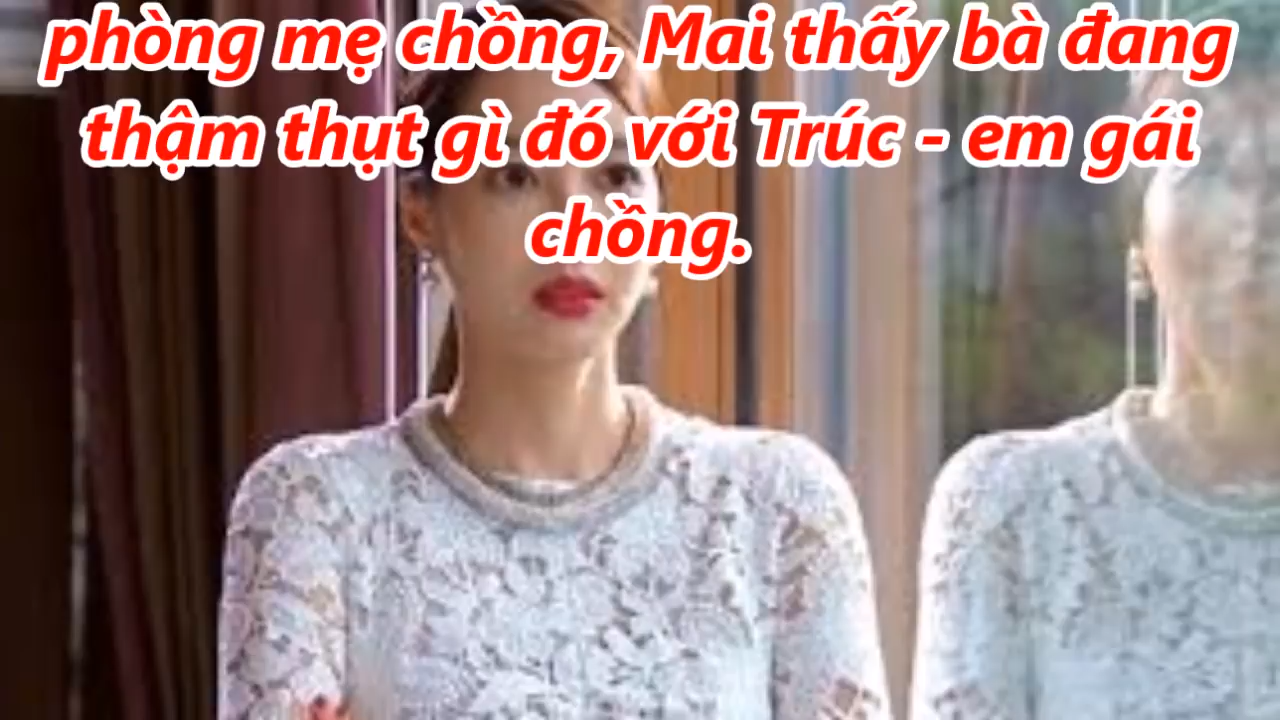 phòng mẹ chồng, Mai thấy bà đang
thậm thụt gì đó với Trúc - em gái
chồng.